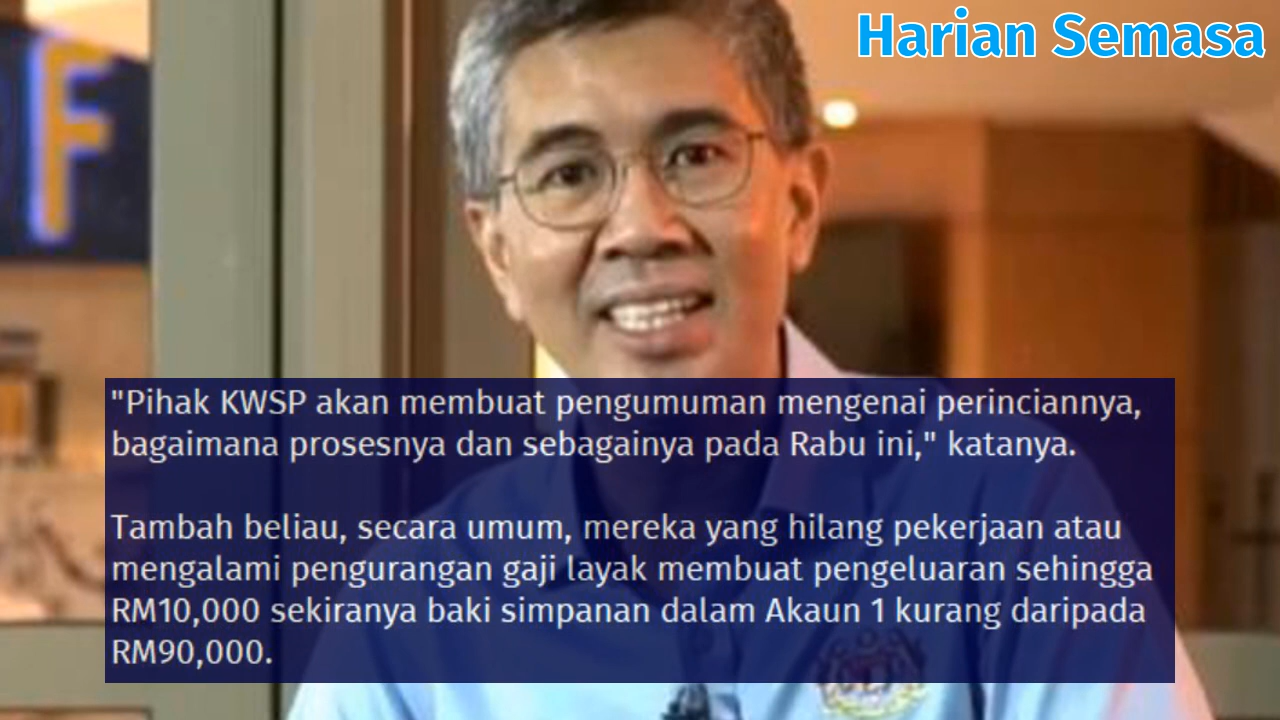 Harian Semasa
F
"Pihak KWSP akan membuat pengumuman mengenai perinciannya,
bagaimana prosesnya dan sebagainya pada Rabu ini," katanya.
Tambah beliau, secara umum, mereka yang hilang pekerjaan atau
mengalami pengurangan gaji layak membuat pengeluaran sehingga
RM10,000 sekiranya baki simpanan dalam Akaun 1 kurang daripada
RM90,000.